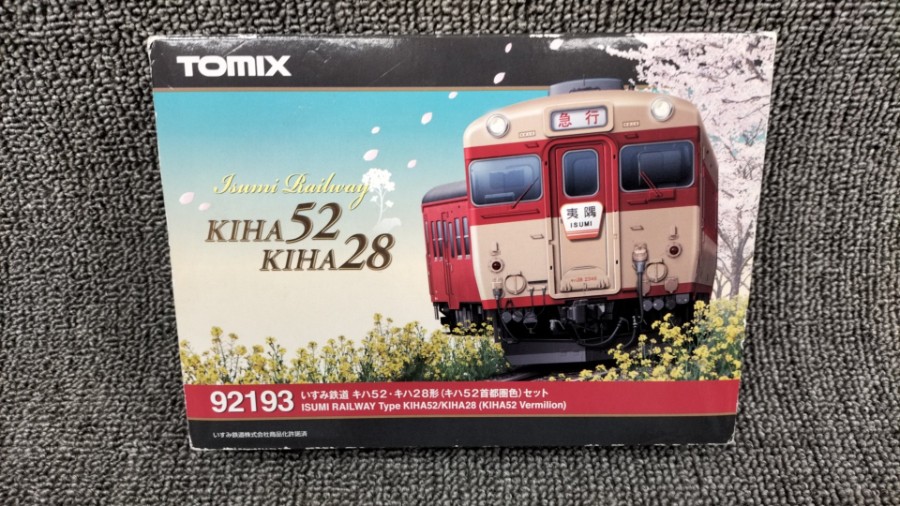 TOMIX
急行
Isumi Railway
KIHA52
KIHA28
夷隅
ISUMI
92193
いすみ鉄道 キハ52・キハ28形(キハ52首都圏色)セット
ISUMI RAILWAY Type KIHA52/KIHA28 (KIHA52 Vermilion)
いすみ鉄道株式会社商品化許諾済